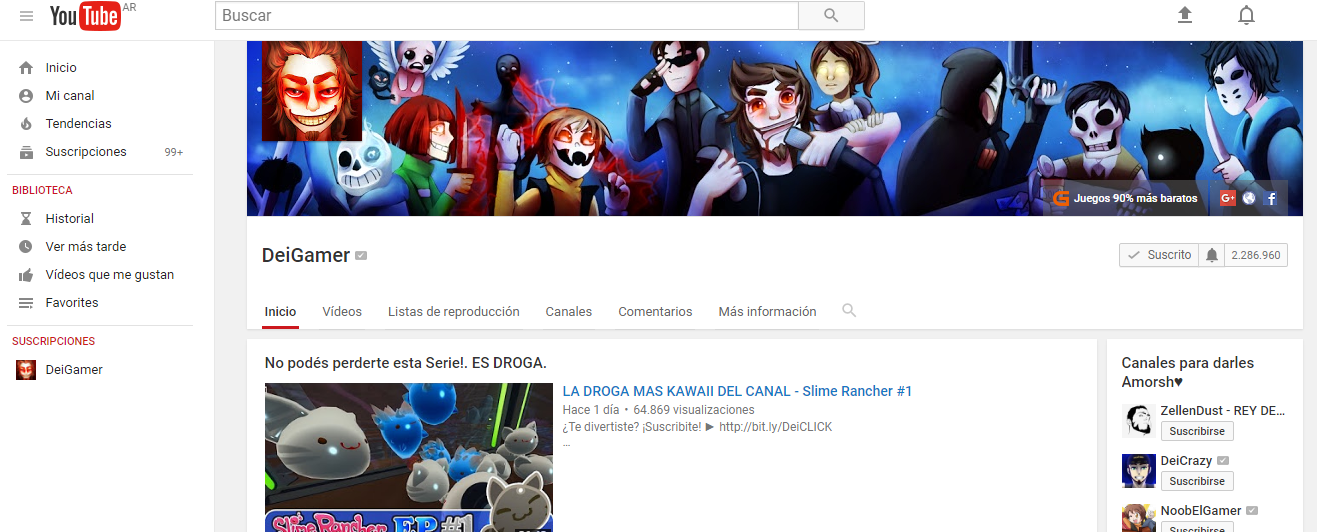 YouTube AR
Buscar
Inicio
Mi canal
Tendencias
Suscripciones 99+
BIBLIOTECA
Historial
Ver más tarde
Vídeos que me gustan
Favorites
SUSCRIPCIONES
DeiGamer
G Juegos 90% más baratos G+ f
DeiGamer
Suscrito 2.286.960
Inicio Vídeos Listas de reproducción Canales Comentarios Más información
No podés perderte esta Serie!. ES DROGA.
LA DROGA MAS KAWAII DEL CANAL - Slime Rancher #1
Hace 1 día • 64.869 visualizaciones
¿Te divertiste? ¡Suscribite! ► http://bit.ly/DeiCLICK
...
Slime Rancher EP #1
Canales para darles
Amorsh♥
ZellenDust - REY DE...
Suscribirse
DeiCrazy
Suscribirse
NoobElGamer
Suscribirse